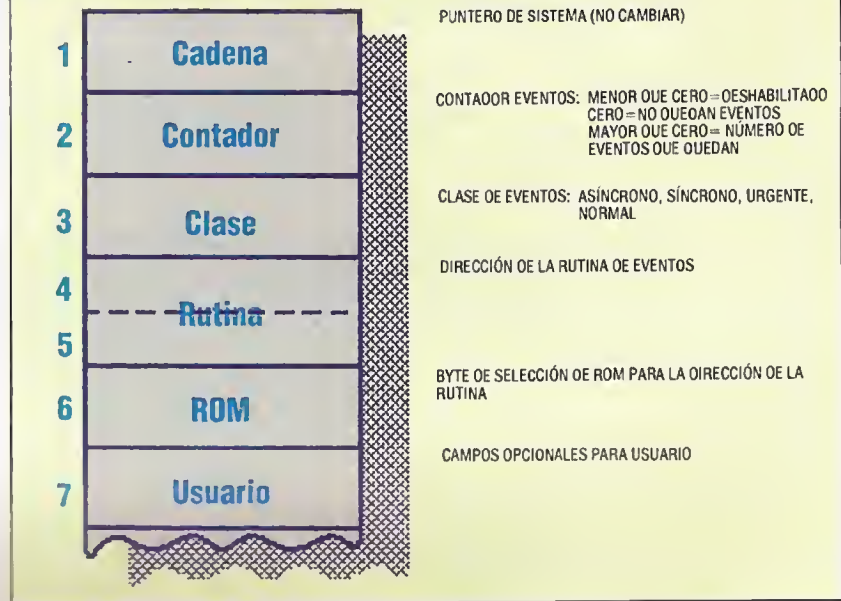 PUNTERO DE SISTEMA (NO CAMBIAR)
1 Cadena
CONTAOOR EVENTOS: MENOR OUE CERO=OESHABILITAOO
CERO=NO OUEOAN EVENTOS
MAYOR OUE CERO= NÚMERO OE
EVENTOS OUE OUEDAN
2 Contador
CLASE OE EVENTOS: ASÍNCRONO, SÍNCRONO, URGENTE,
NORMAL
3 Clase
DIRECCIÓN DE LA RUTINA DE EVENTOS
4
Rutina
5
BYTE OE SELECCIÓN OE ROM PARA LA OIRECCIÓN OE LA
RUTINA
6 ROM
CAMPOS OPCIONALES PARA USUARIO
7 Usuario